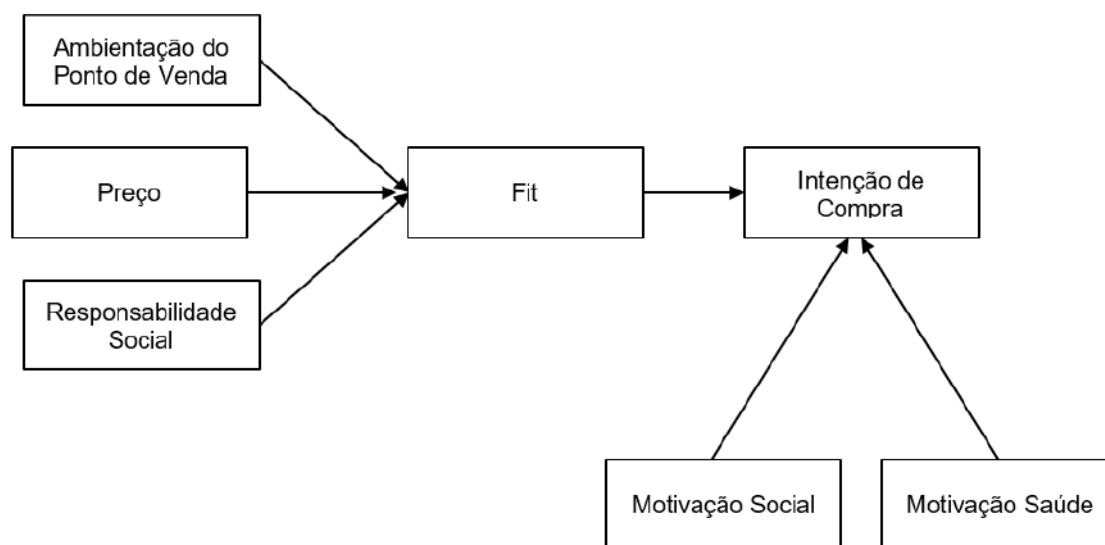 Ambientação do
Ponto de Venda
Preço
Fit
Intenção de
Compra
Responsabilidade
Social
Motivação Social
Motivação Saúde